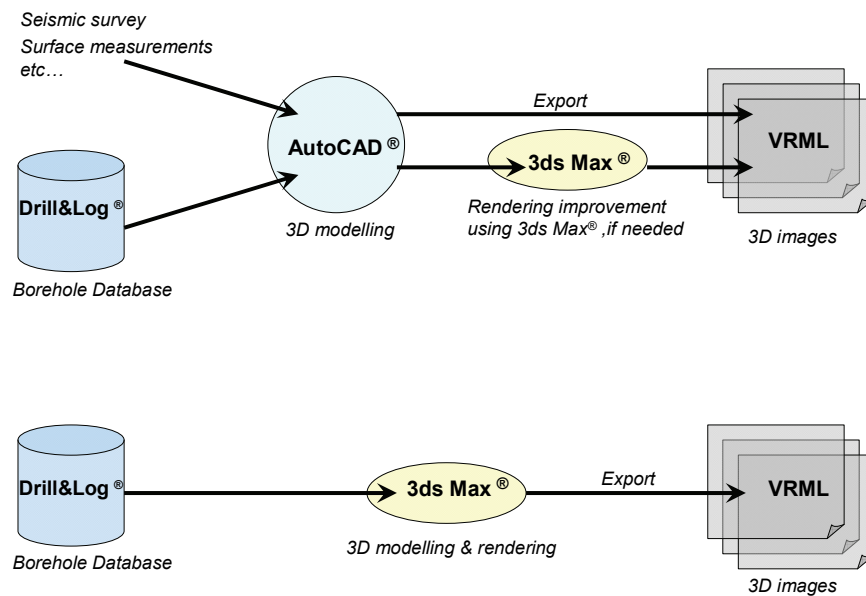 Seismic survey
Surface measurements
etc…
Export
AutoCAD ®
3ds Max ®
VRML
Drill&Log ®
3D modelling
Rendering improvement
using 3ds Max® ,if needed
3D images
Borehole Database
Drill&Log ®
3ds Max ®
Export
VRML
3D modelling & rendering
Borehole Database
3D images